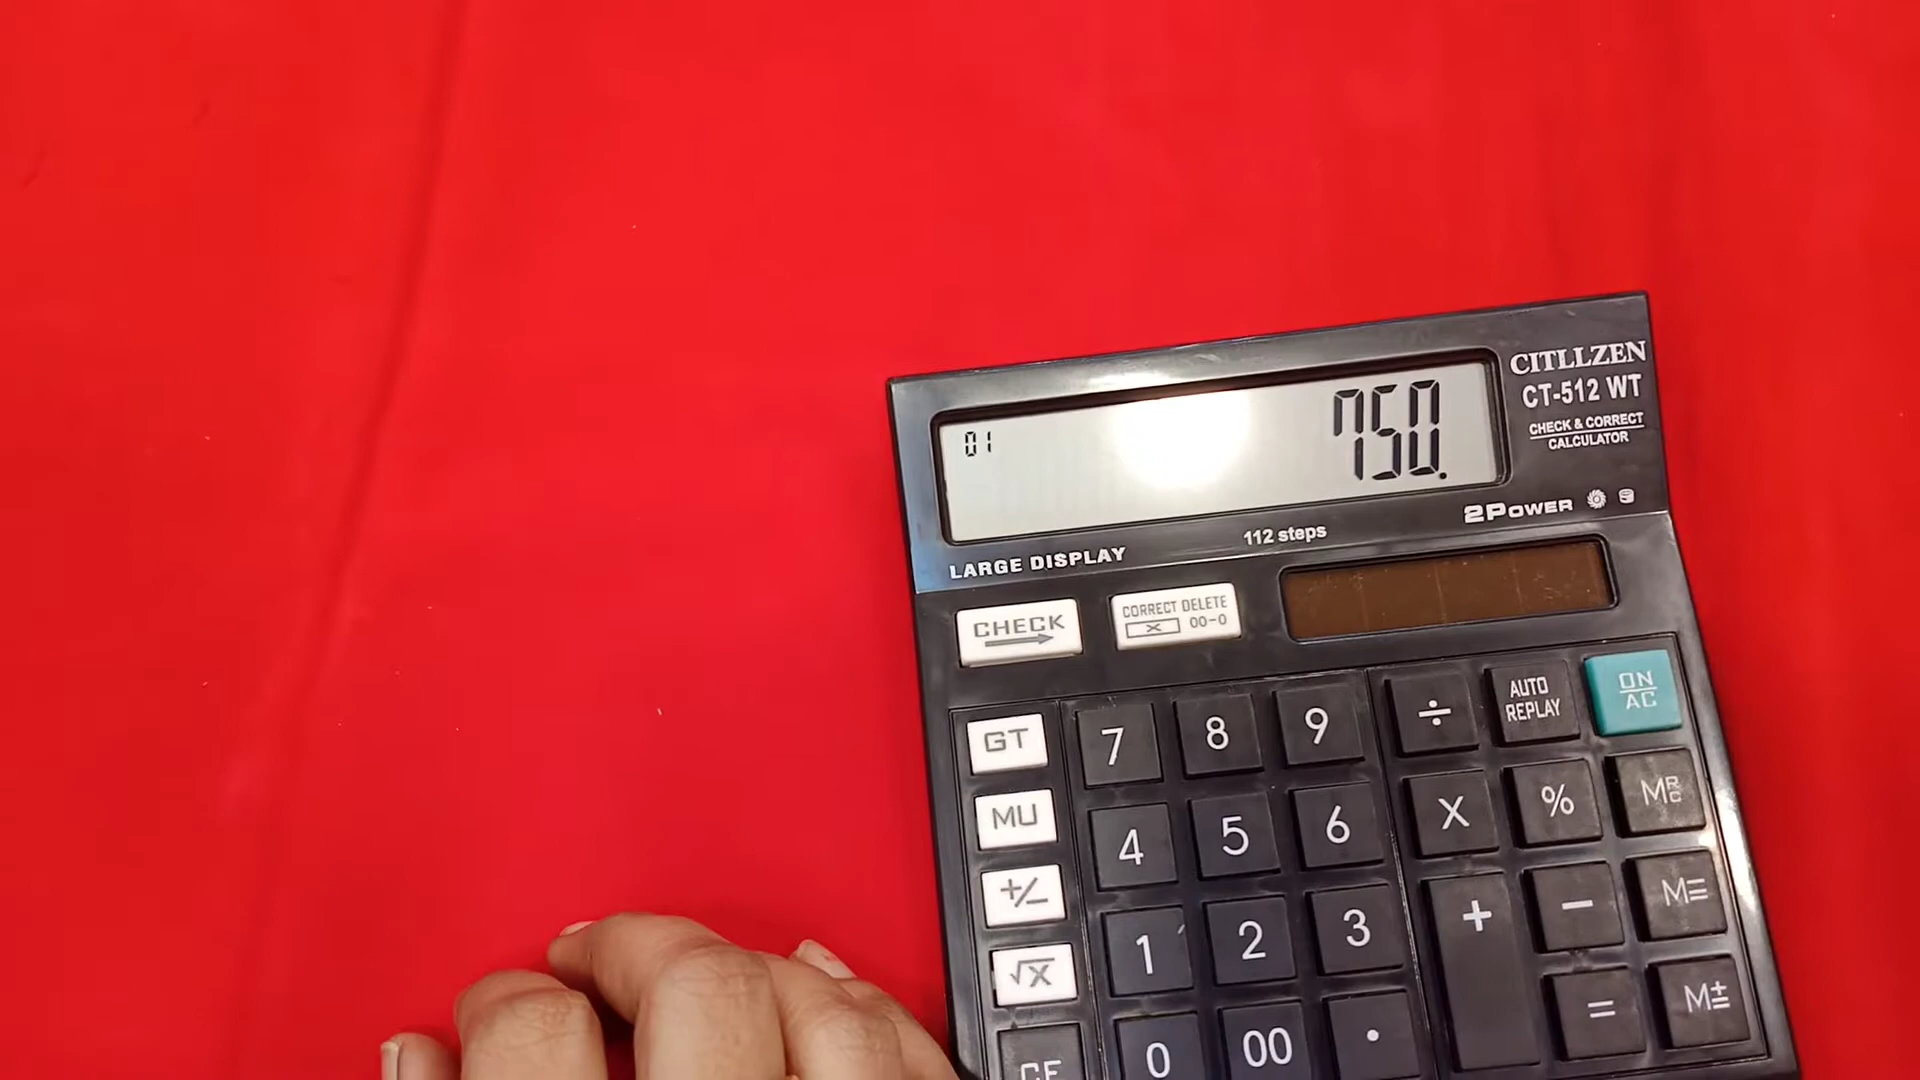 CITLLZEN
CT-512 WT
CHECK & CORRECT
CALCULATOR
01
750.
2POWER
112 steps
LARGE DISPLAY
CHECK
CORRECT DELETE
X 00-0
AUTO
REPLAY
ON
AC
GT
7 8 9 ÷
MU
4 5 6 X % MRC
+/-
1 2 3 + - M=
√X
= M±
CE
0 00 .